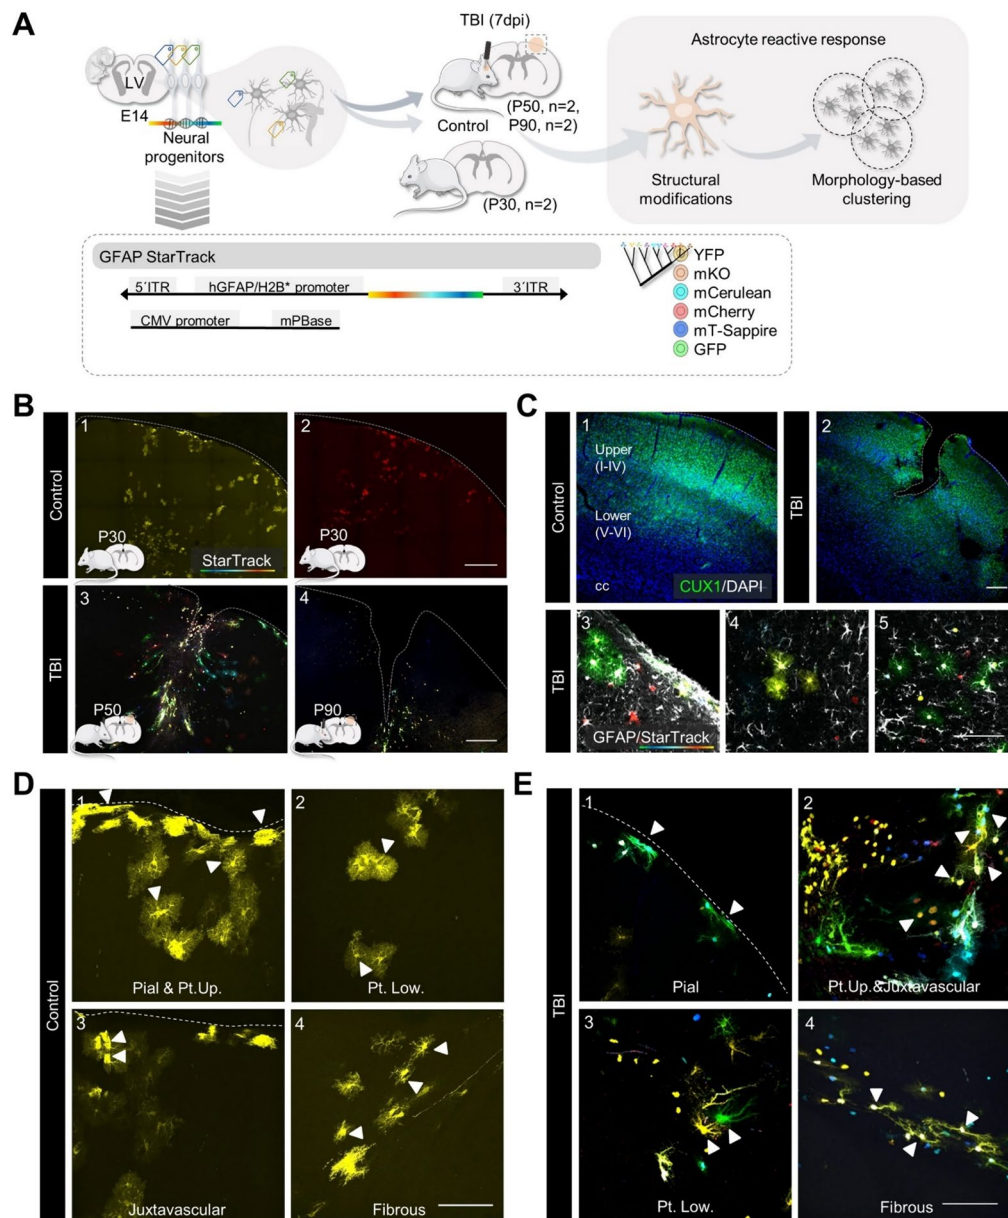 A
TBI (7dpi)
Astrocyte reactive response
LV
E14
Neural
progenitors
Control
(P50, n=2,
P90, n=2)
(P30, n=2)
Structural
modifications
Morphology-based
clustering
GFAP StarTrack
5´ITR
hGFAP/H2B* promoter
3´ITR
CMV promoter
mPBase
YFP
mKO
mCerulean
mCherry
mT-Sappire
GFP
B
Control
1
P30
StarTrack
2
P30
TBI
3
P50
4
P90
C
Control
1
Upper
(I-IV)
Lower
(V-VI)
cc
CUX1/DAPI
TBI
2
TBI
3
GFAP/StarTrack
4
5
D
Control
1
Pial & Pt.Up.
2
Pt. Low.
3
Juxtavascular
4
Fibrous
E
TBI
1
Pial
2
Pt.Up.&Juxtavascular
3
Pt. Low.
4
Fibrous